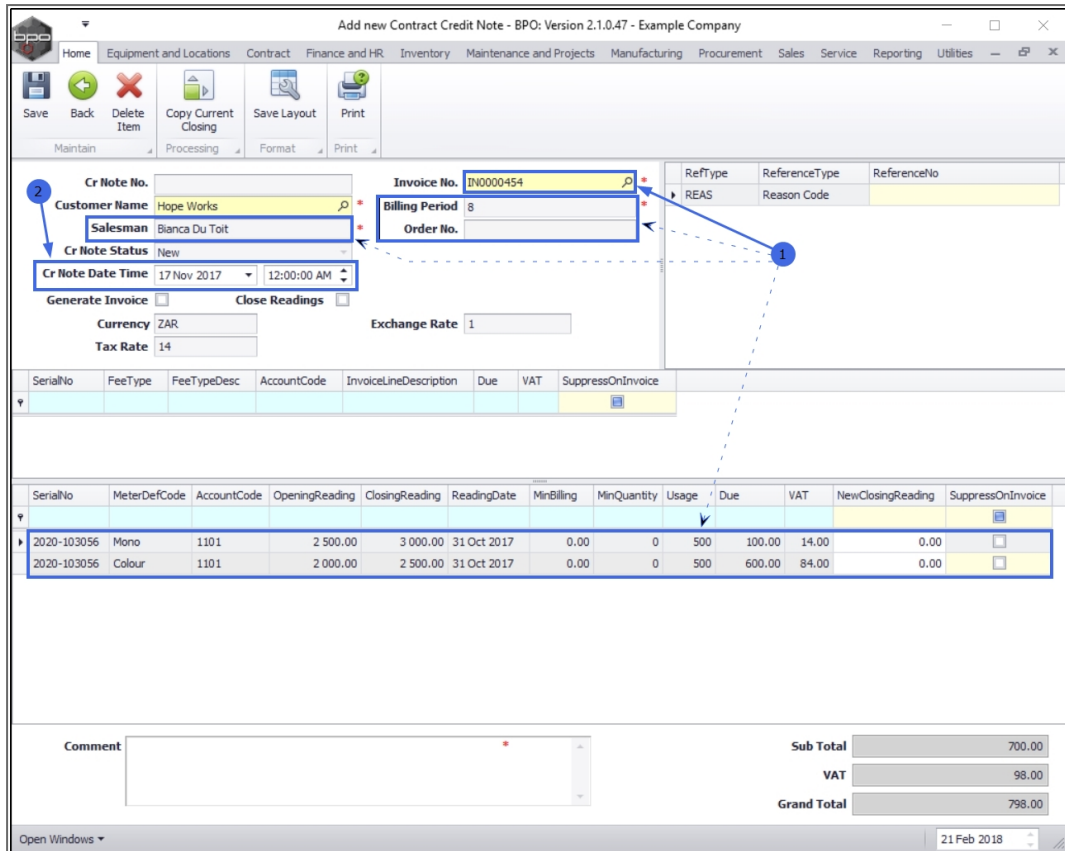 Add new Contract Credit Note - BPO: Version 2.1.0.47 - Example Company
bpo
Home Equipment and Locations Contract Finance and HR Inventory Maintenance and Projects Manufacturing Procurement Sales Service Reporting Utilities
Save Back Delete Item Copy Current Closing Save Layout Print
Maintain Processing Format Print
Cr Note No. Invoice No. IN0000454 *
2
Customer Name Hope Works * Billing Period 8 *
Salesman Bianca Du Toit * Order No.
Cr Note Status New
Cr Note Date Time 17 Nov 2017 12:00:00 AM
Generate Invoice Close Readings
Currency ZAR Exchange Rate 1
Tax Rate 14
RefType ReferenceType ReferenceNo
REAS Reason Code
1
SerialNo FeeType FeeTypeDesc AccountCode InvoiceLineDescription Due VAT SuppressOnInvoice
SerialNo MeterDefCode AccountCode OpeningReading ClosingReading ReadingDate MinBilling MinQuantity Usage Due VAT NewClosingReading SuppressOnInvoice
2020-103056 Mono 1101 2 500.00 3 000.00 31 Oct 2017 0.00 0 500 100.00 14.00 0.00
2020-103056 Colour 1101 2 000.00 2 500.00 31 Oct 2017 0.00 0 500 600.00 84.00 0.00
Comment * Sub Total 700.00
VAT 98.00
Grand Total 798.00
Open Windows 21 Feb 2018